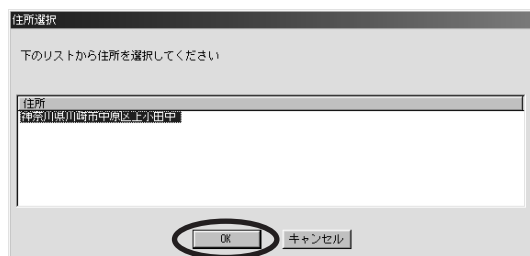 住所選択
下のリストから住所を選択してください
住所
神奈川県川崎市中原区上小田中
OK
キャンセル